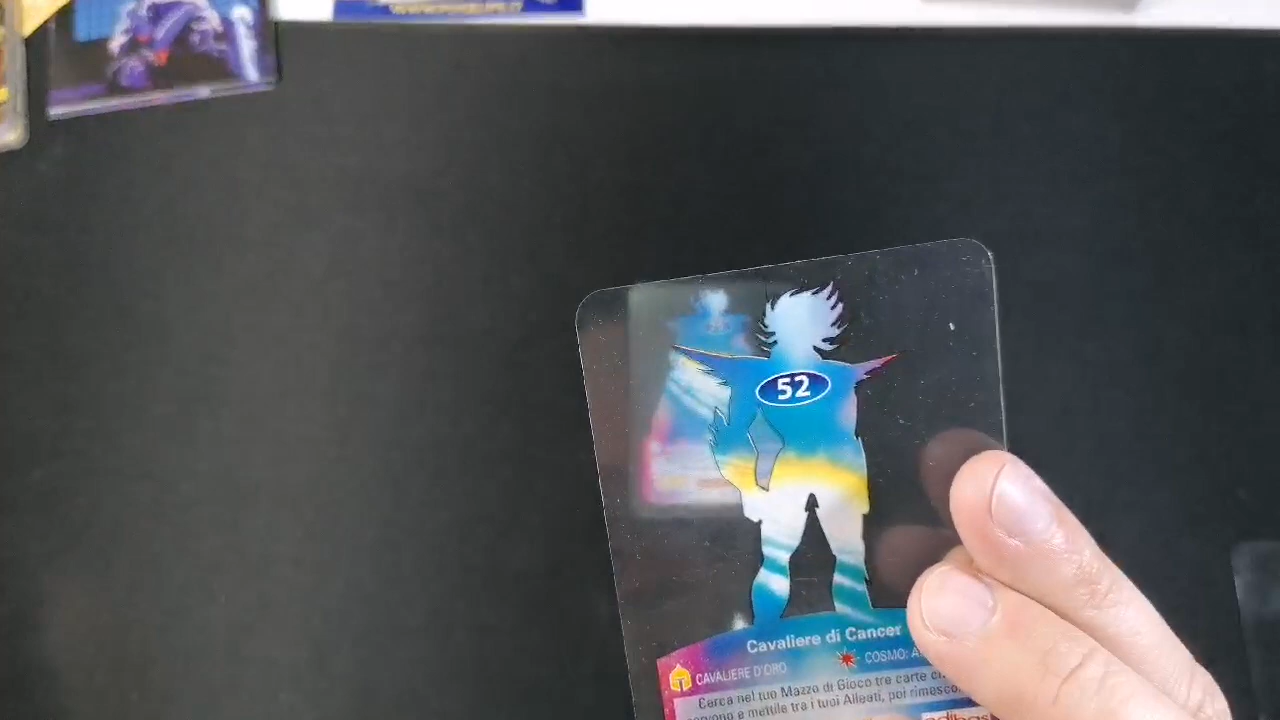 52
Cavaliere di Cancer
CAVALIERE D'ORO
COSMO:
Cerca nel tuo Mazzo di Gioco tre carte
e mettile tra i tuoi Alleati, poi